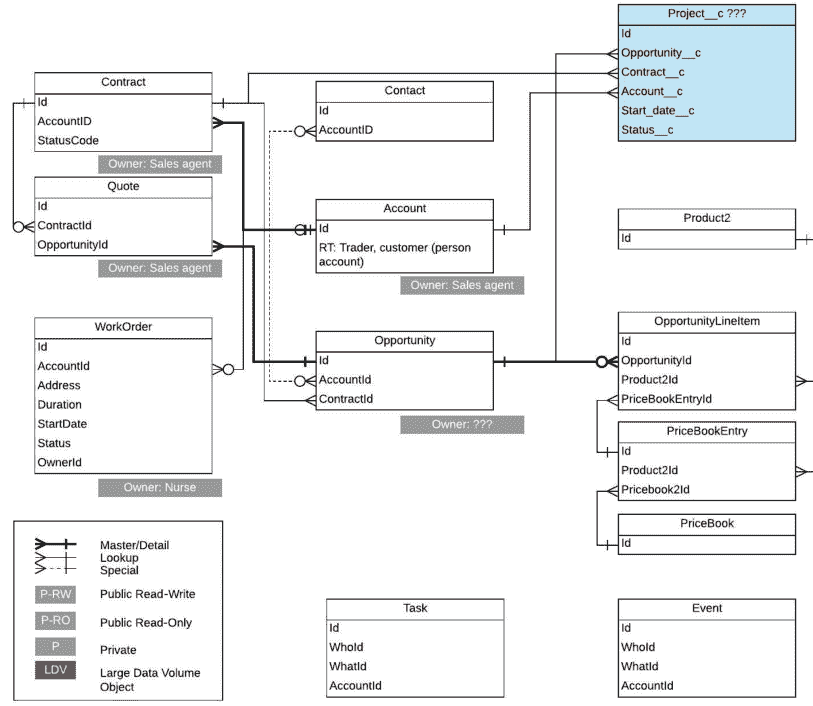 Project__c ???
Id
Opportunity__c
Contract__c
Account__c
Start_date__c
Status__c
Contract
Id
AccountID
StatusCode
Owner: Sales agent
Contact
Id
AccountID
Quote
Id
ContractId
OpportunityId
Owner: Sales agent
Account
Id
RT: Trader, customer (person
account)
Owner: Sales agent
Product2
Id
WorkOrder
Id
AccountId
Address
Duration
StartDate
Status
OwnerId
Owner: Nurse
Opportunity
Id
AccountId
ContractId
Owner: ???
OpportunityLineItem
Id
OpportunityId
Product2Id
PriceBookEntryId
PriceBookEntry
Id
Product2Id
Pricebook2Id
PriceBook
Id
Master/Detail
Lookup
Special
P-RW Public Read-Write
P-RO Public Read-Only
P Private
LDV Large Data Volume
Object
Task
Id
WhoId
WhatId
AccountId
Event
Id
WhoId
WhatId
AccountId